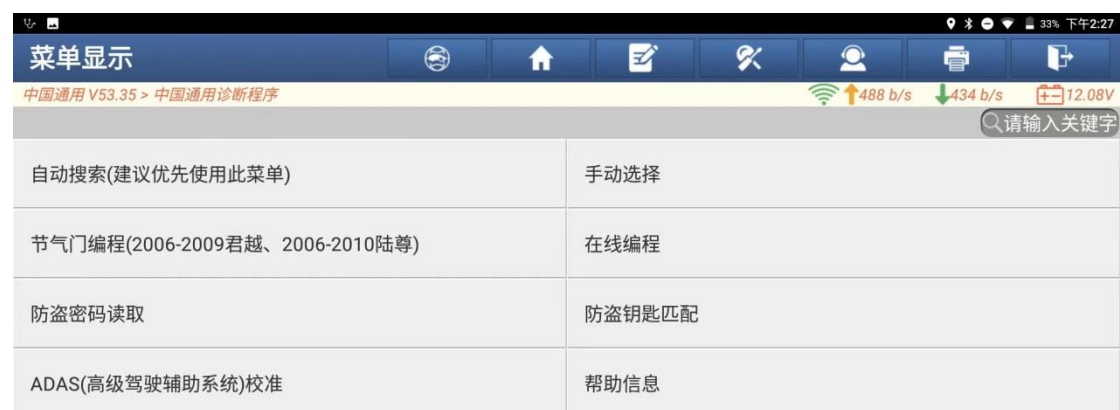 33% 下午2:27
菜单显示
中国通用 V53.35 > 中国通用诊断程序
488 b/s 434 b/s 12.08V
请输入关键字
自动搜索(建议优先使用此菜单)
手动选择
节气门编程(2006-2009君越、2006-2010陆尊)
在线编程
防盗密码读取
防盗钥匙匹配
ADAS(高级驾驶辅助系统)校准
帮助信息